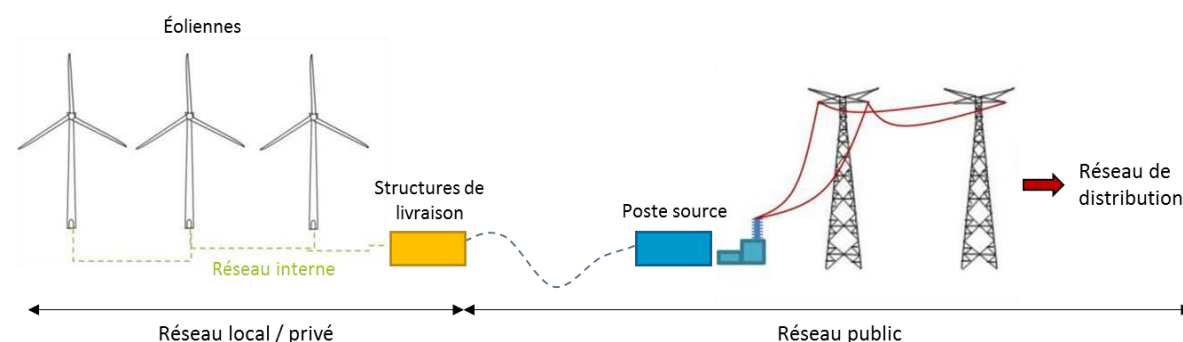 Éoliennes
Structures de
livraison
Poste source
Réseau de
distribution
Réseau interne
Réseau local / privé
Réseau public